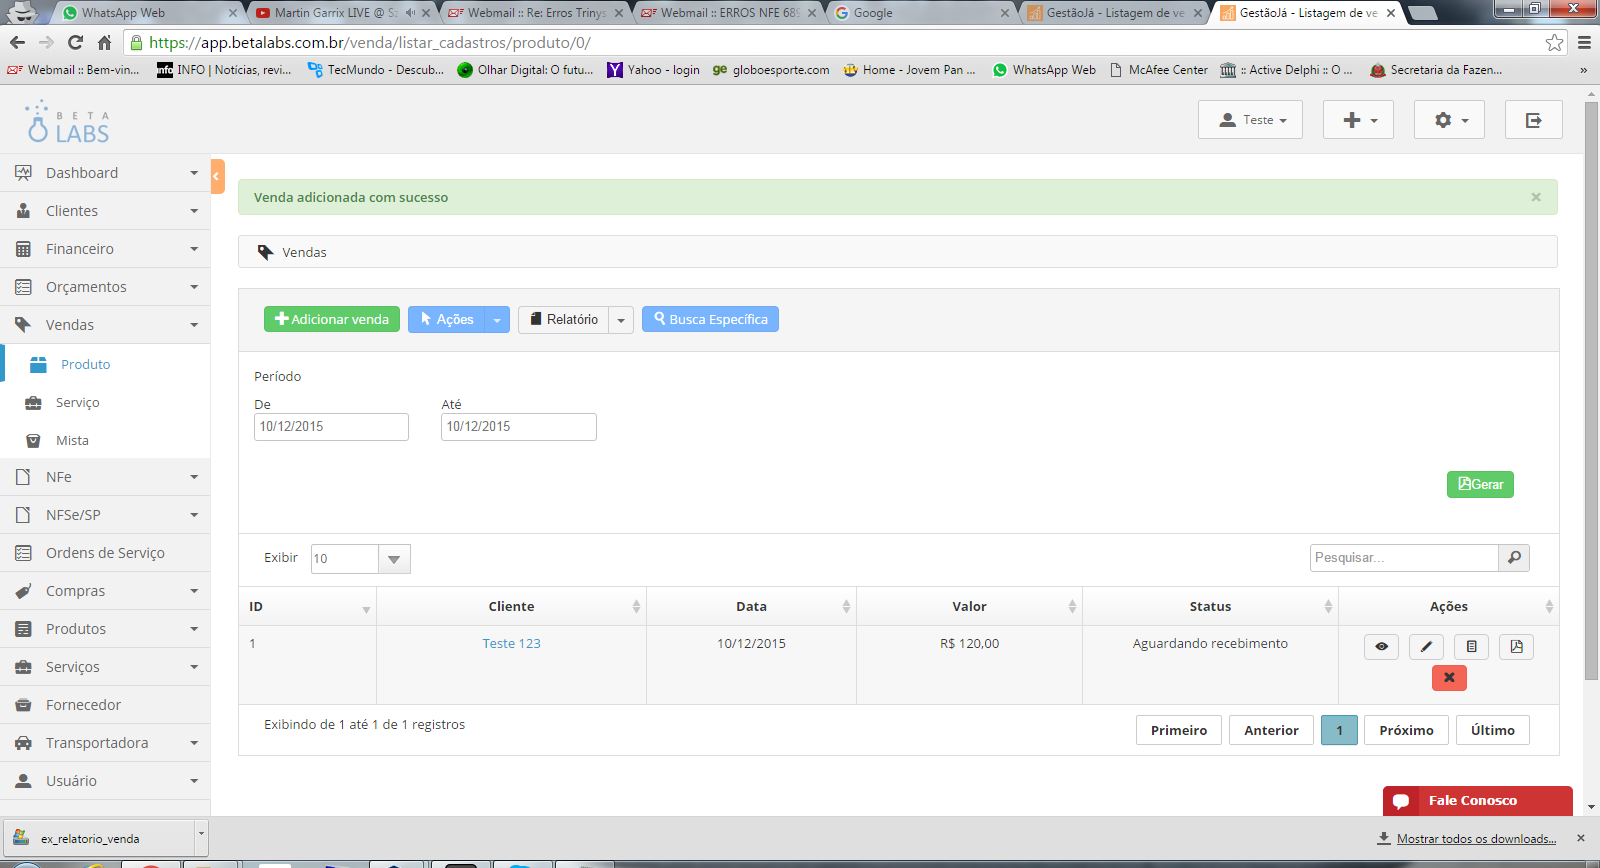 WhatsApp Web
Martin Garrix LIVE @ Sz
Webmail :: Re: Erros Trinys
Webmail :: ERROS NFE 689
Google
GestãoJá - Listagem de ve
GestãoJá - Listagem de ve
https://app.betalabs.com.br/venda/listar_cadastros/produto/0/
Webmail :: Bem-vin...
INFO | Notícias, revi...
TecMundo - Descub...
Olhar Digital: O futu...
Yahoo - login
globoesporte.com
Home - Jovem Pan ...
WhatsApp Web
McAfee Center
:: Active Delphi :: O ...
Secretaria da Fazen...
»
BETA
LABS
Teste
Dashboard
Clientes
Financeiro
Orçamentos
Vendas
Produto
Serviço
Mista
NFe
NFSe/SP
Ordens de Serviço
Compras
Produtos
Serviços
Fornecedor
Transportadora
Usuário
Venda adicionada com sucesso
Vendas
Adicionar venda
Ações
Relatório
Busca Específica
Período
De
Até
10/12/2015
10/12/2015
Gerar
Exibir
10
Pesquisar...
ID
Cliente
Data
Valor
Status
Ações
1
Teste 123
10/12/2015
R$ 120,00
Aguardando recebimento
Exibindo de 1 até 1 de 1 registros
Primeiro
Anterior
1
Próximo
Último
Fale Conosco
ex_relatorio_venda
Mostrar todos os downloads...